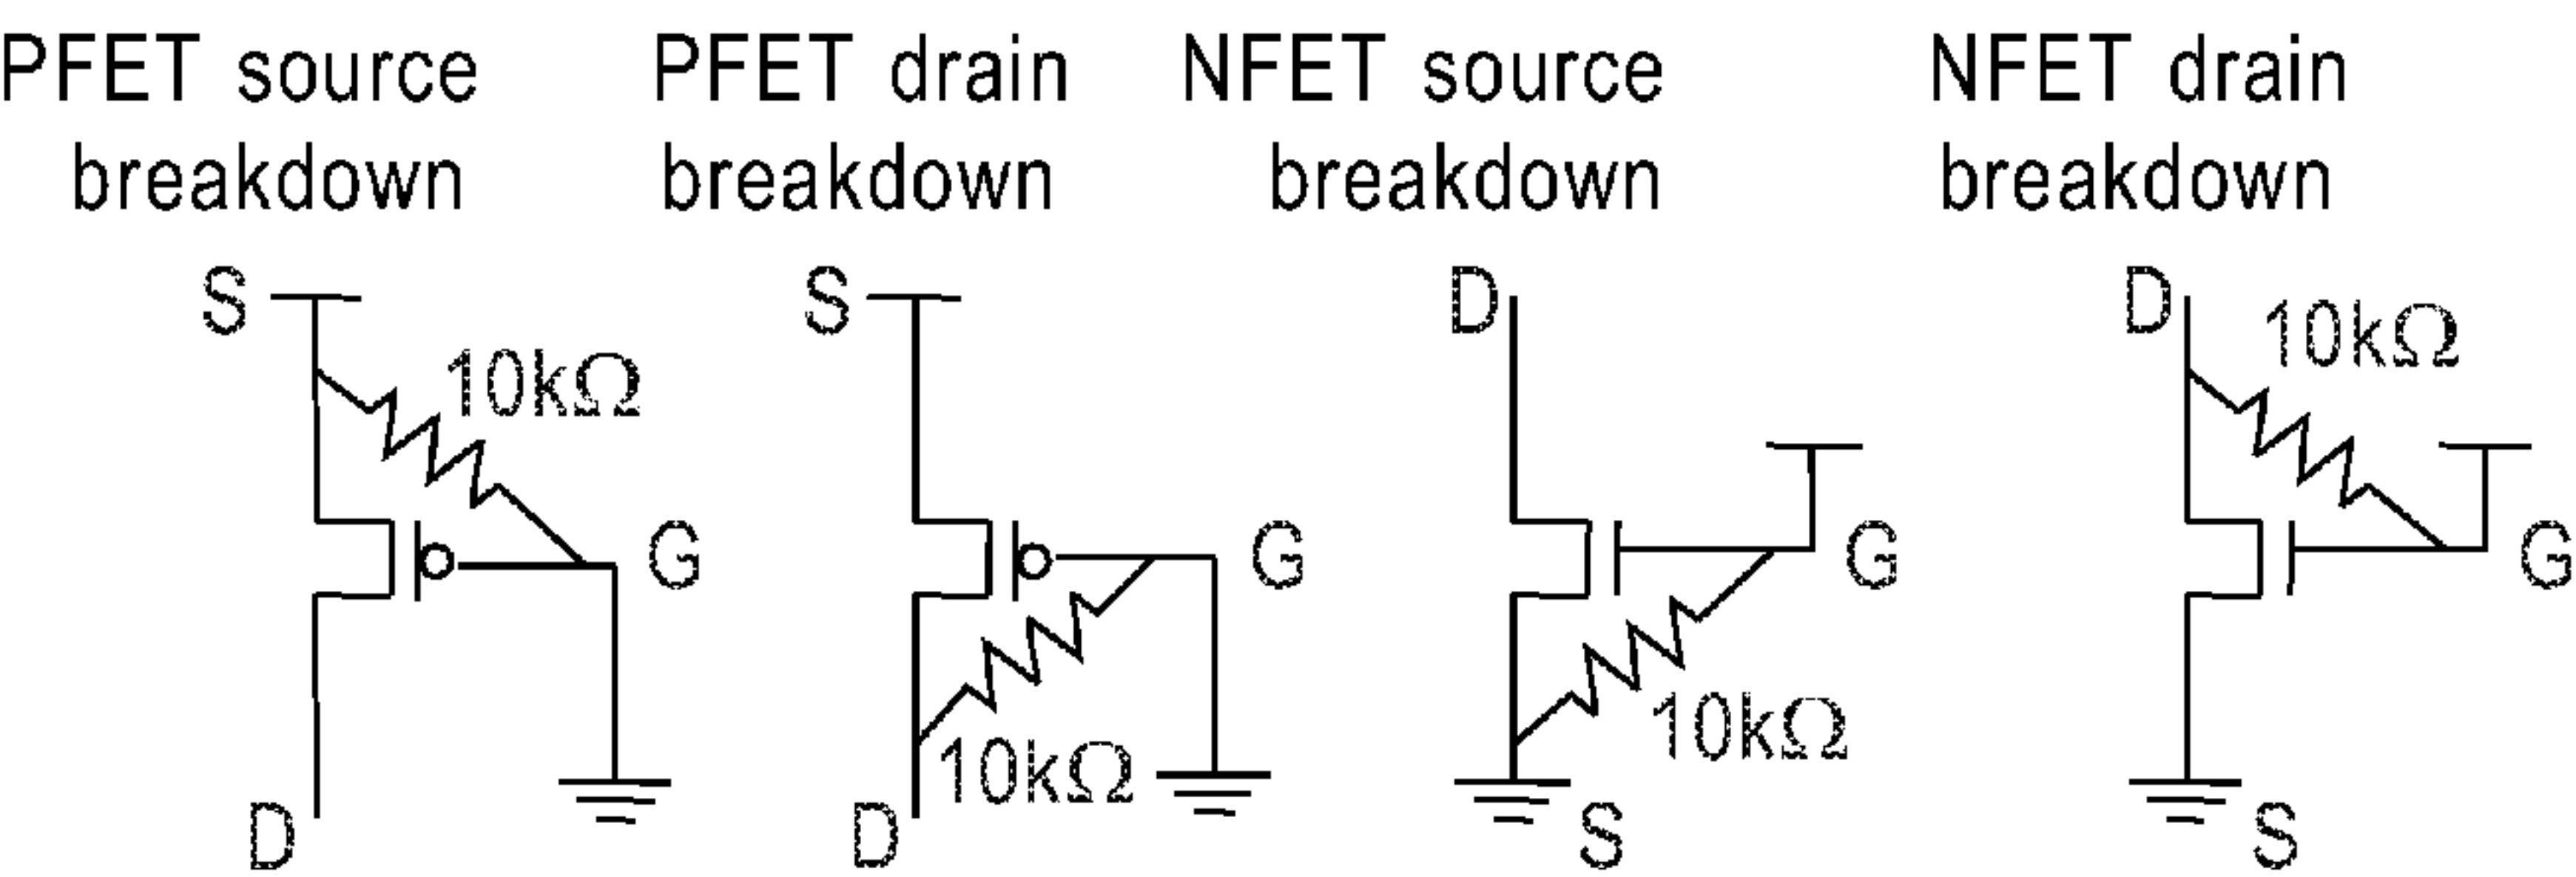 PFET source
breakdown
PFET drain
breakdown
NFET source
breakdown
NFET drain
breakdown
S
10kΩ
G
D
S
G
10kΩ
D
D
G
10kΩ
S
D
10kΩ
G
S